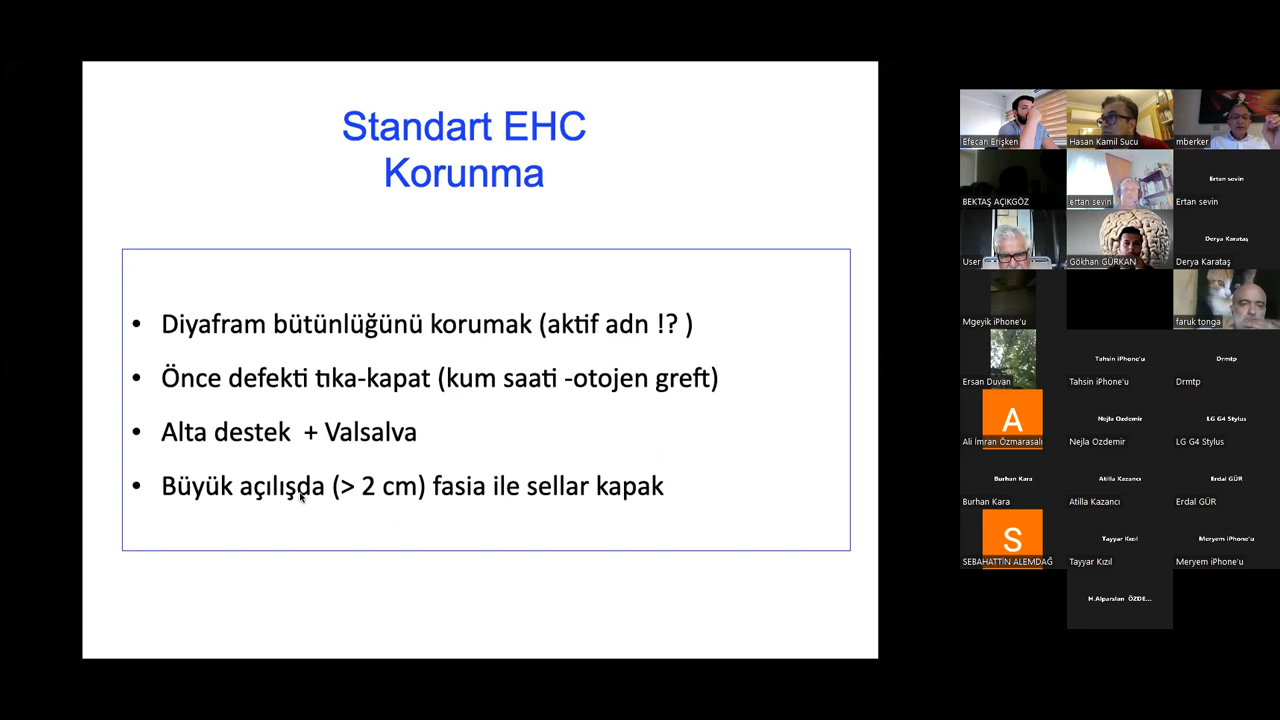 Standart EHC
Korunma
• Diyafram bütünlüğünü korumak (aktif adn !? )
• Önce defekti tıka-kapat (kum saati -otojen greft)
• Alta destek + Valsalva
• Büyük açılışda (> 2 cm) fasia ile sellar kapak
Efecan Erişken
Hasan Kamil Sucu
mberker
BEKTAŞ AÇIKGÖZ
ertan sevin
Ertan sevin
Ertan sevin
User
Gökhan GÜRKAN
Derya Karataş
Derya Karataş
Mgeyik iPhone'u
faruk tonga
Ersan Duvan
Tahsin iPhone'u
Tahsin iPhone'u
Drmtp
Drmtp
A
Ali İmran Özmarasalı
Nejla Ozdemir
Nejla Ozdemir
LG G4 Stylus
LG G4 Stylus
Burhan Kara
Burhan Kara
Atilla Kazancı
Atilla Kazancı
Erdal GÜR
Erdal GÜR
S
SEBAHATTİN ALEMDAĞ
Tayyar Kızıl
Tayyar Kızıl
Meryem iPhone'u
Meryem iPhone'u
H.Alparslan ÖZDE...